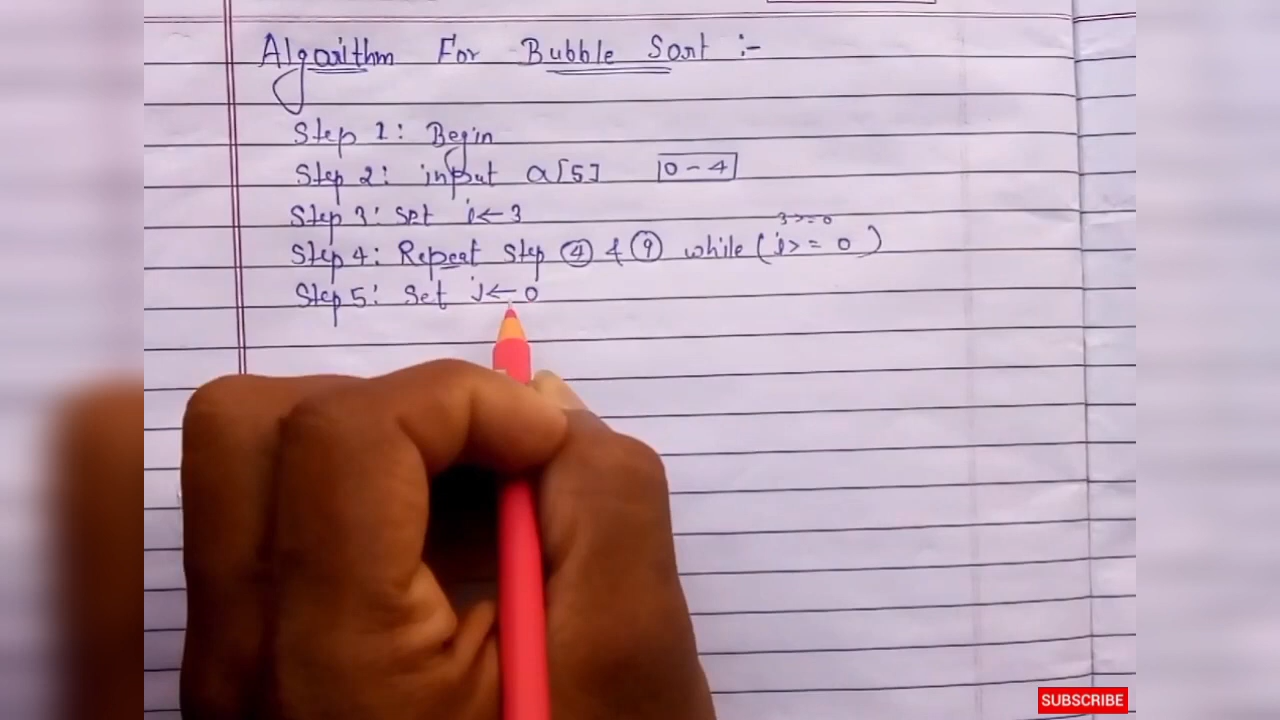 Algorithm For Bubble Sort :-
Step 1: Begin
Step 2: input a[5] 0-4
Step 3: Set i←3
3>=0
Step 4: Repeat Step ④ & ⑨ while (i>=0)
Step 5: Set j←0
SUBSCRIBE